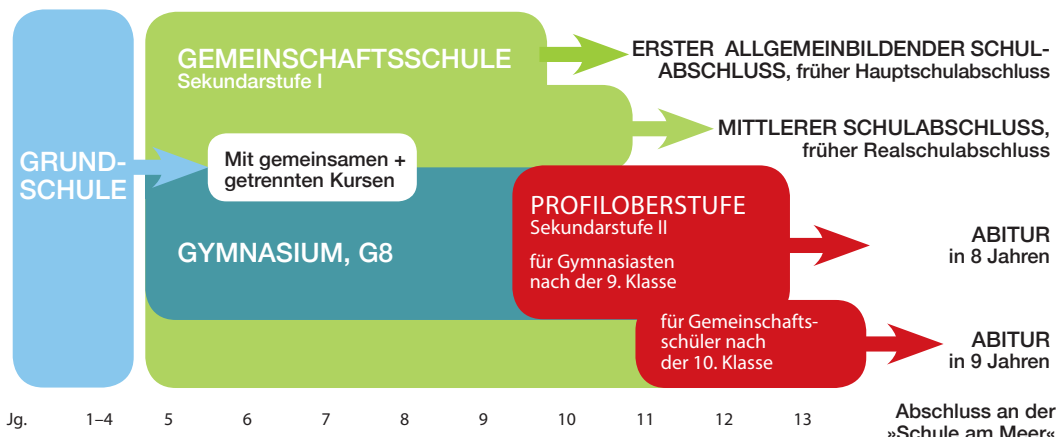 GRUND-
SCHULE
GEMEINSCHAFTSSCHULE
Sekundarstufe I
Mit gemeinsamen +
getrennten Kursen
GYMNASIUM, G8
PROFILOBERSTUFE
Sekundarstufe II
für Gymnasiasten
nach der 9. Klasse
für Gemeinschafts-
schüler nach
der 10. Klasse
ERSTER ALLGEMEINBILDENDER SCHUL-
ABSCHLUSS, früher Hauptschulabschluss
MITTLERER SCHULABSCHLUSS,
früher Realschulabschluss
ABITUR
in 8 Jahren
ABITUR
in 9 Jahren
Jg. 1–4 5 6 7 8 9 10 11 12 13
Abschluss an der
»Schule am Meer«